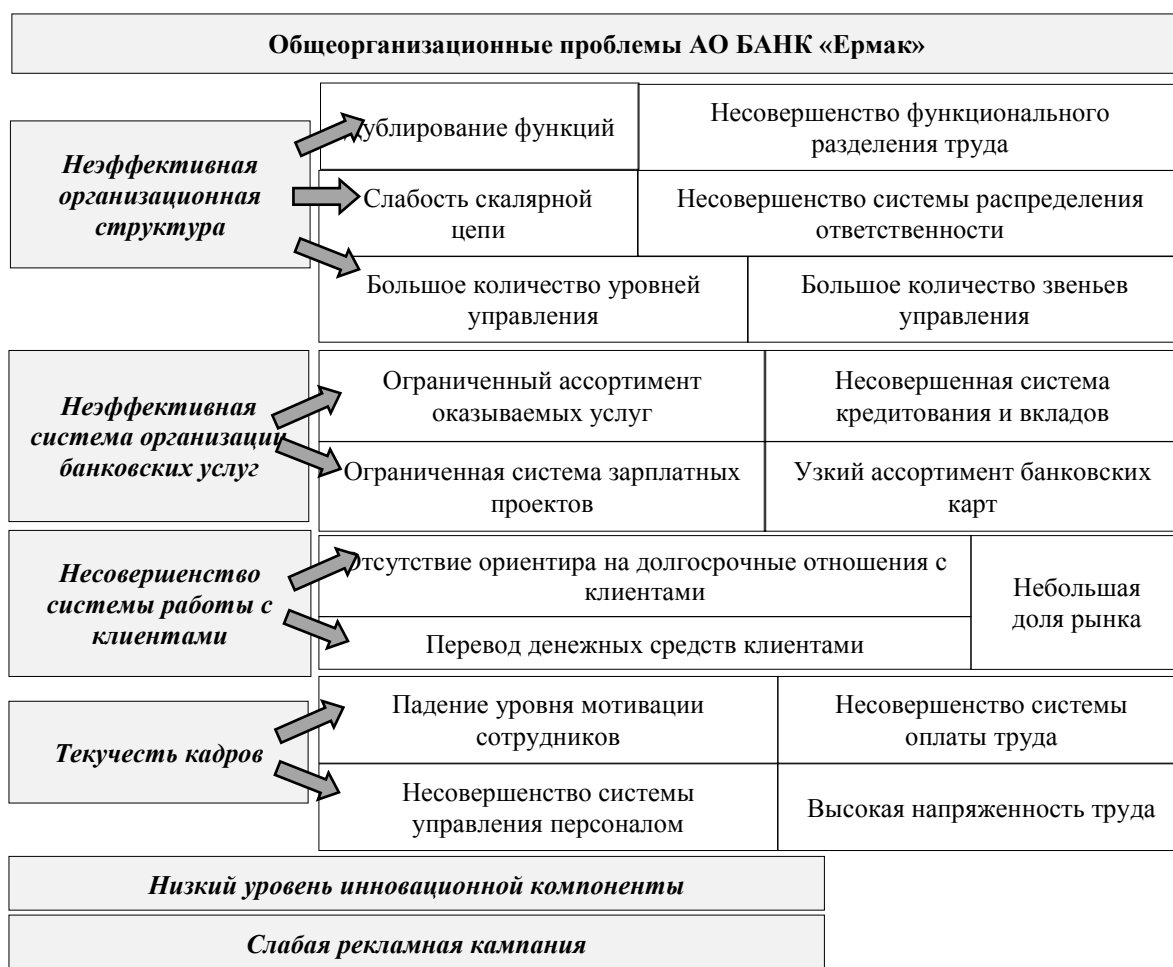 Общеорганизационные проблемы АО БАНК «Ермак»
Неэффективная
организационная
структура
Дублирование функций
Несовершенство функционального
разделения труда
Слабость скалярной
цепи
Несовершенство системы распределения
ответственности
Большое количество уровней
управления
Большое количество звеньев
управления
Неэффективная
система организации
банковских услуг
Ограниченный ассортимент
оказываемых услуг
Несовершенная система
кредитования и вкладов
Ограниченная система зарплатных
проектов
Узкий ассортимент банковских
карт
Несовершенство
системы работы с
клиентами
Отсутствие ориентира на долгосрочные отношения с
клиентами
Перевод денежных средств клиентами
Небольшая
доля рынка
Текучесть кадров
Падение уровня мотивации
сотрудников
Несовершенство системы
оплаты труда
Несовершенство системы
управления персоналом
Высокая напряженность труда
Низкий уровень инновационной компоненты
Слабая рекламная кампания